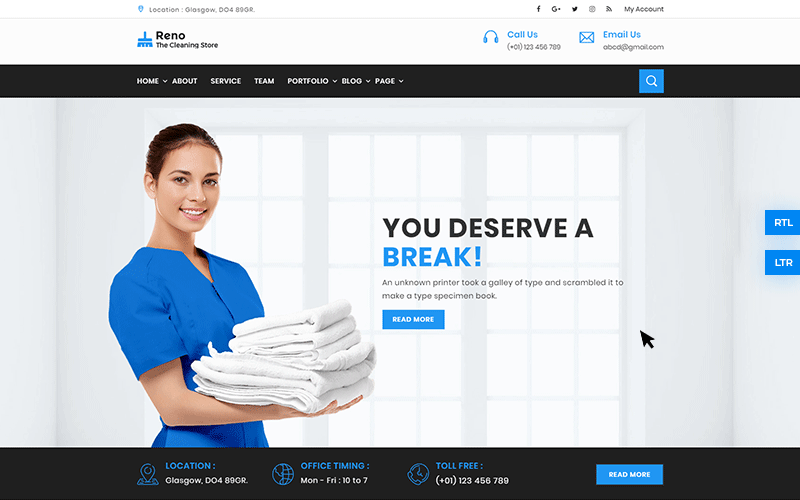 Location : Glasgow, DO4 89GR.
My Account
Reno
The Cleaning Store
Call Us
(+01) 123 456 789
Email Us
abcd@gmail.com
HOME ABOUT SERVICE TEAM PORTFOLIO BLOG PAGE
YOU DESERVE A
BREAK!
An unknown printer took a galley of type and scrambled it to
make a type specimen book.
READ MORE
RTL
LTR
LOCATION :
Glasgow, DO4 89GR.
OFFICE TIMING :
Mon - Fri : 10 to 7
TOLL FREE :
(+01) 123 456 789
READ MORE